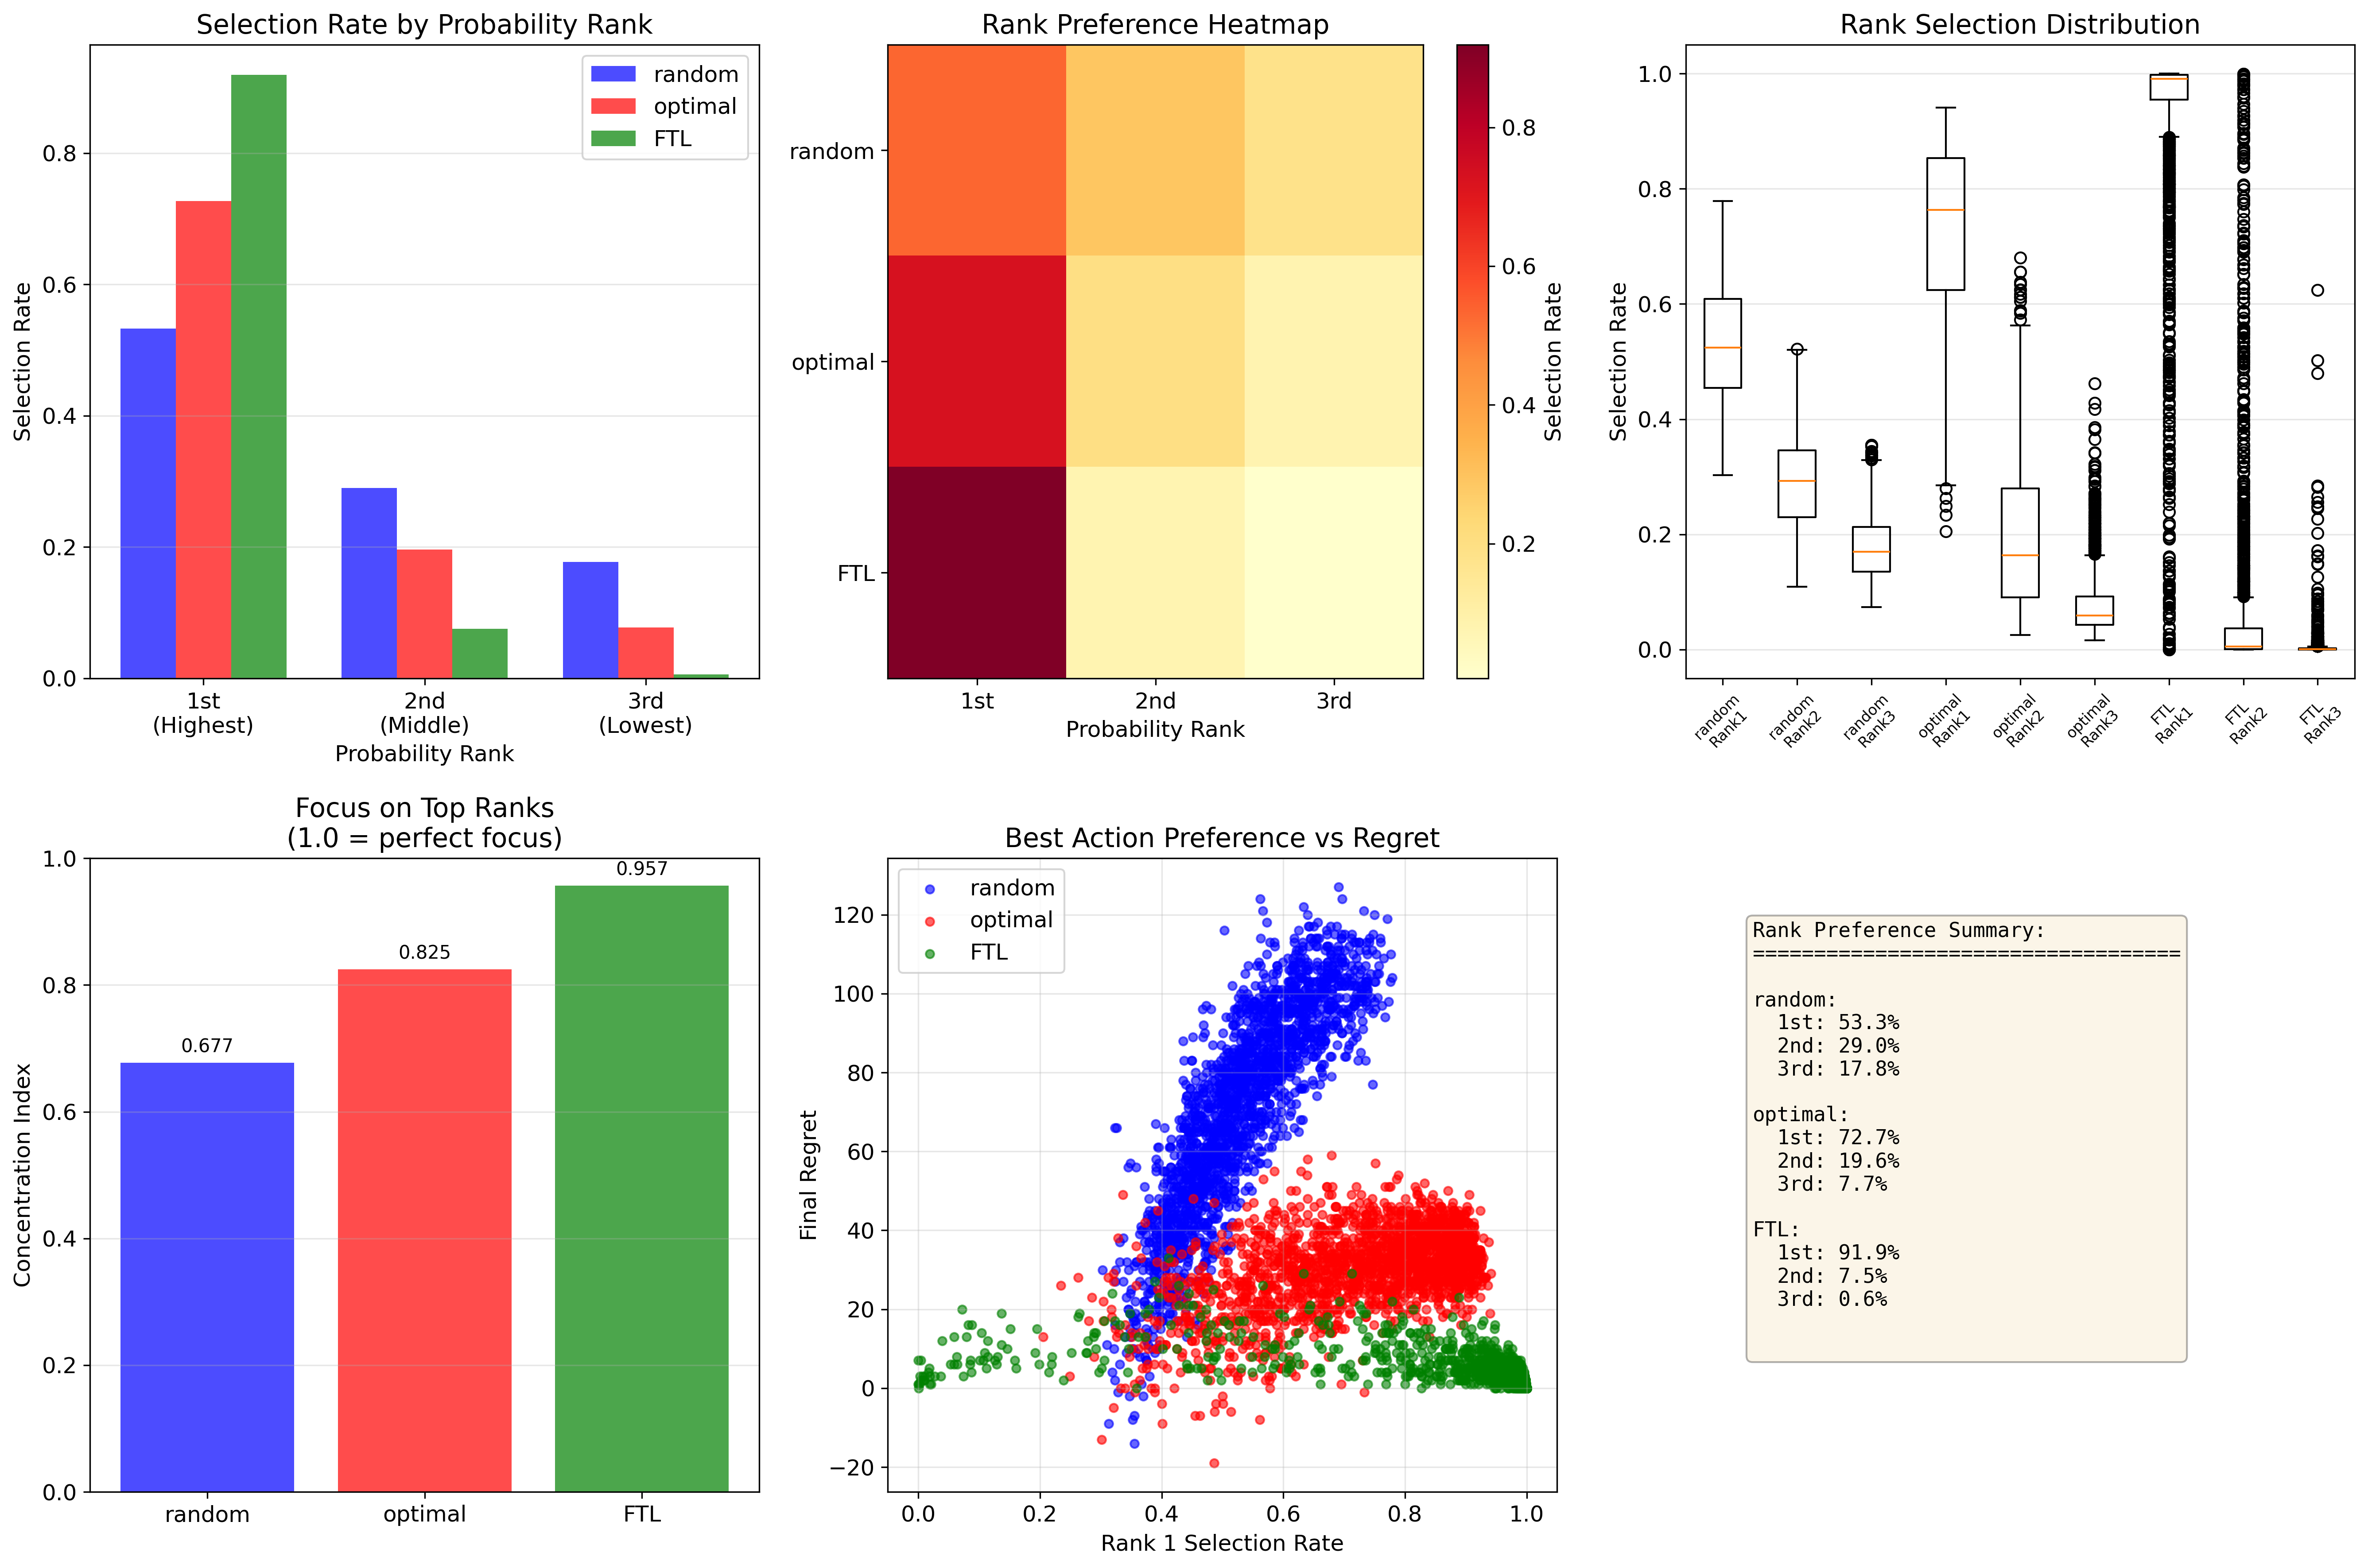 Selection Rate by Probability Rank
Selection Rate
0.8
0.6
0.4
0.2
0.0
random
optimal
FTL
1st
(Highest)
2nd
(Middle)
3rd
(Lowest)
Probability Rank
Rank Preference Heatmap
random
optimal
FTL
1st
2nd
3rd
Probability Rank
0.8
0.6
0.4
0.2
Selection Rate
Rank Selection Distribution
Selection Rate
1.0
0.8
0.6
0.4
0.2
0.0
random
Rank1
random
Rank2
random
Rank3
optimal
Rank1
optimal
Rank2
optimal
Rank3
FTL
Rank1
FTL
Rank2
FTL
Rank3
Focus on Top Ranks
(1.0 = perfect focus)
Concentration Index
1.0
0.8
0.6
0.4
0.2
0.0
0.677
0.825
0.957
random
optimal
FTL
Best Action Preference vs Regret
Final Regret
120
100
80
60
40
20
0
−20
random
optimal
FTL
0.0
0.2
0.4
0.6
0.8
1.0
Rank 1 Selection Rate
Rank Preference Summary:
===================================
random:
1st: 53.3%
2nd: 29.0%
3rd: 17.8%
optimal:
1st: 72.7%
2nd: 19.6%
3rd: 7.7%
FTL:
1st: 91.9%
2nd: 7.5%
3rd: 0.6%